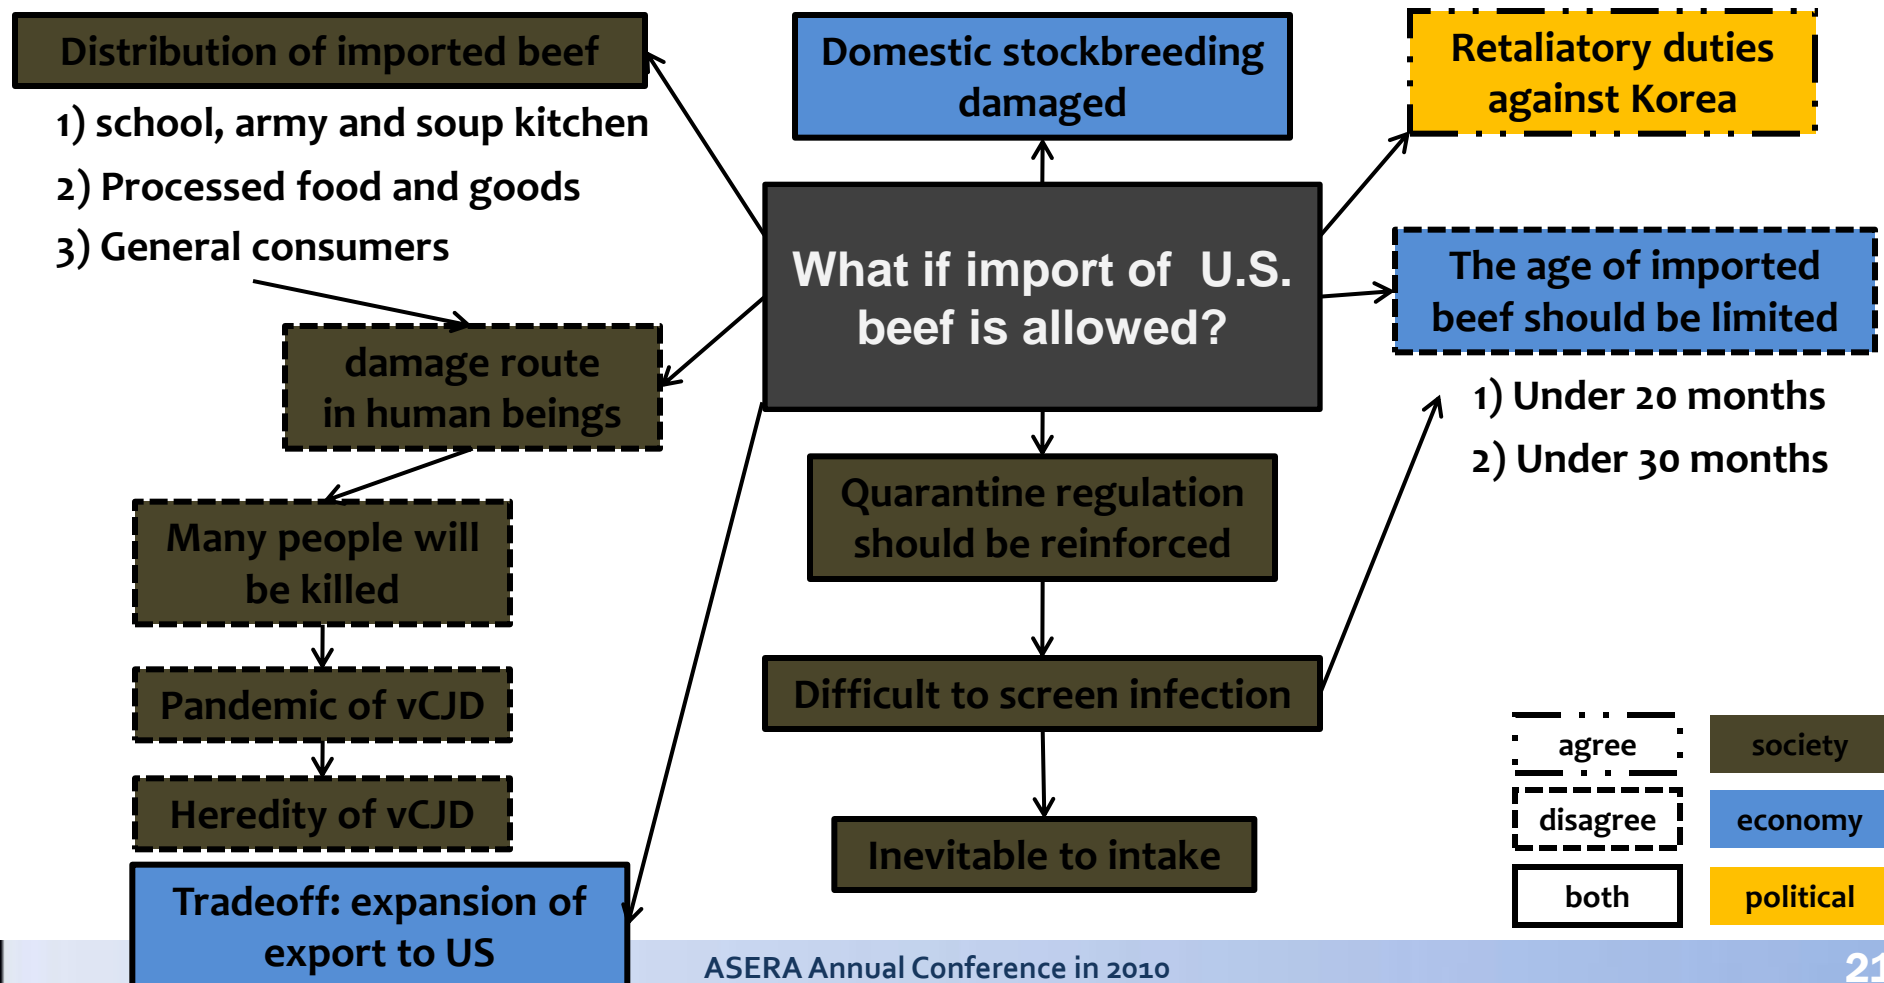 Distribution of imported beef
1) school, army and soup kitchen
2) Processed food and goods
3) General consumers
Domestic stockbreeding
damaged
Retaliatory duties
against Korea
What if import of U.S.
beef is allowed?
The age of imported
beef should be limited
1) Under 20 months
2) Under 30 months
damage route
in human beings
Many people will
be killed
Pandemic of vCJD
Heredity of vCJD
Tradeoff: expansion of
export to US
Quarantine regulation
should be reinforced
Difficult to screen infection
Inevitable to intake
agree
society
disagree
economy
both
political
ASERA Annual Conference in 2010
21